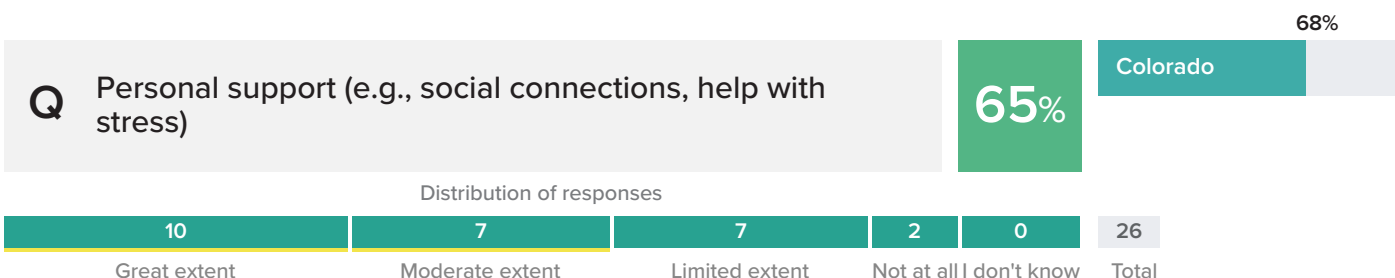 68%
Q
Personal support (e.g., social connections, help with
stress)
65%
Colorado
Distribution of responses
10 7 7 2 0 26
Great extent Moderate extent Limited extent Not at all I don't know Total